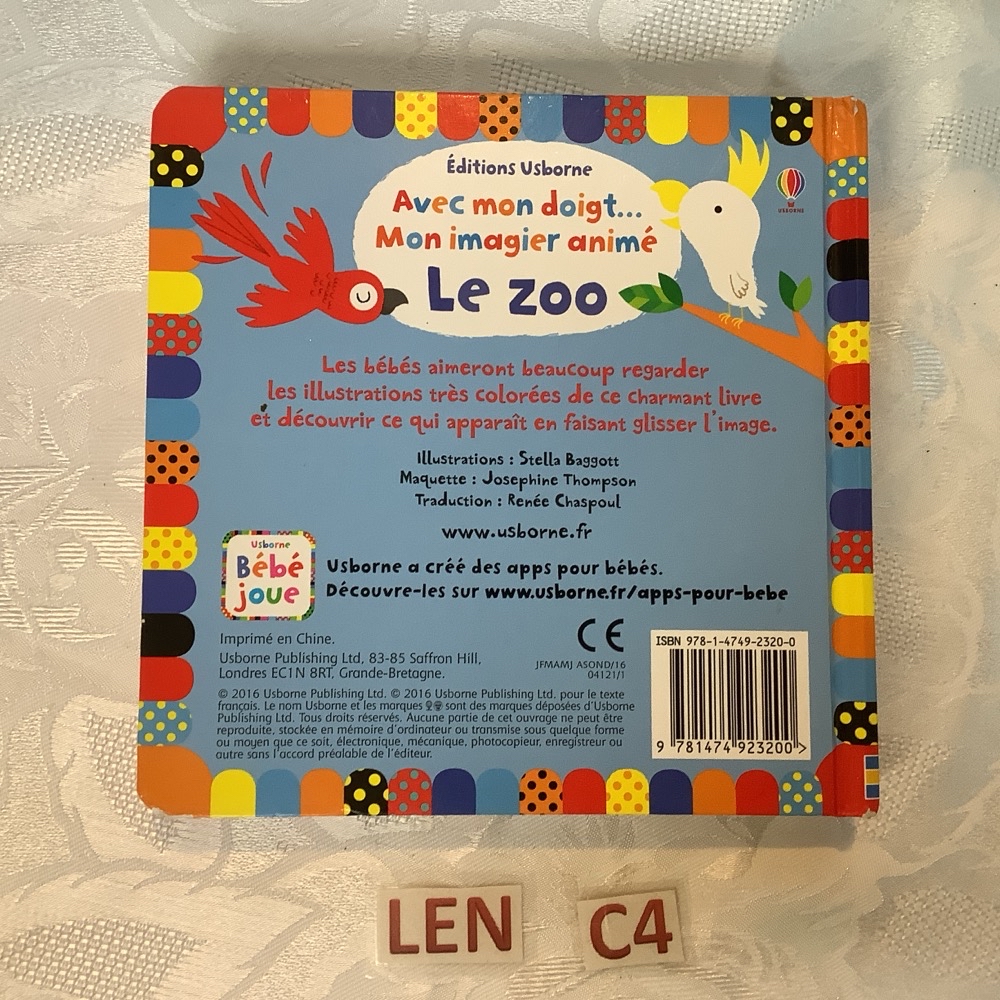 Éditions Usborne
Avec mon doigt...
Mon imagier animé
Le zoo
USBORNE
Les bébés aimeront beaucoup regarder
les illustrations très colorées de ce charmant livre
et découvrir ce qui apparaît en faisant glisser l'image.
Illustrations : Stella Baggott
Maquette : Josephine Thompson
Traduction : Renée Chaspoul
www.usborne.fr
Usborne
Bébé
joue
Usborne a créé des apps pour bébés.
Découvre-les sur www.usborne.fr/apps-pour-bebe
Imprimé en Chine.
Usborne Publishing Ltd, 83-85 Saffron Hill,
Londres EC1N 8RT, Grande-Bretagne.
CE
JFMAMJ ASOND/16
04121/1
© 2016 Usborne Publishing Ltd. © 2016 Usborne Publishing Ltd. pour le texte
français. Le nom Usborne et les marques sont des marques déposées d'Usborne
Publishing Ltd. Tous droits réservés. Aucune partie de cet ouvrage ne peut être
reproduite, stockée en mémoire d'ordinateur ou transmise sous quelque forme
ou moyen que ce soit, électronique, mécanique, photocopieur, enregistreur ou
autre sans l'accord préalable de l'éditeur.
ISBN 978-1-4749-2320-0
9 781474 923200 >
LEN C4